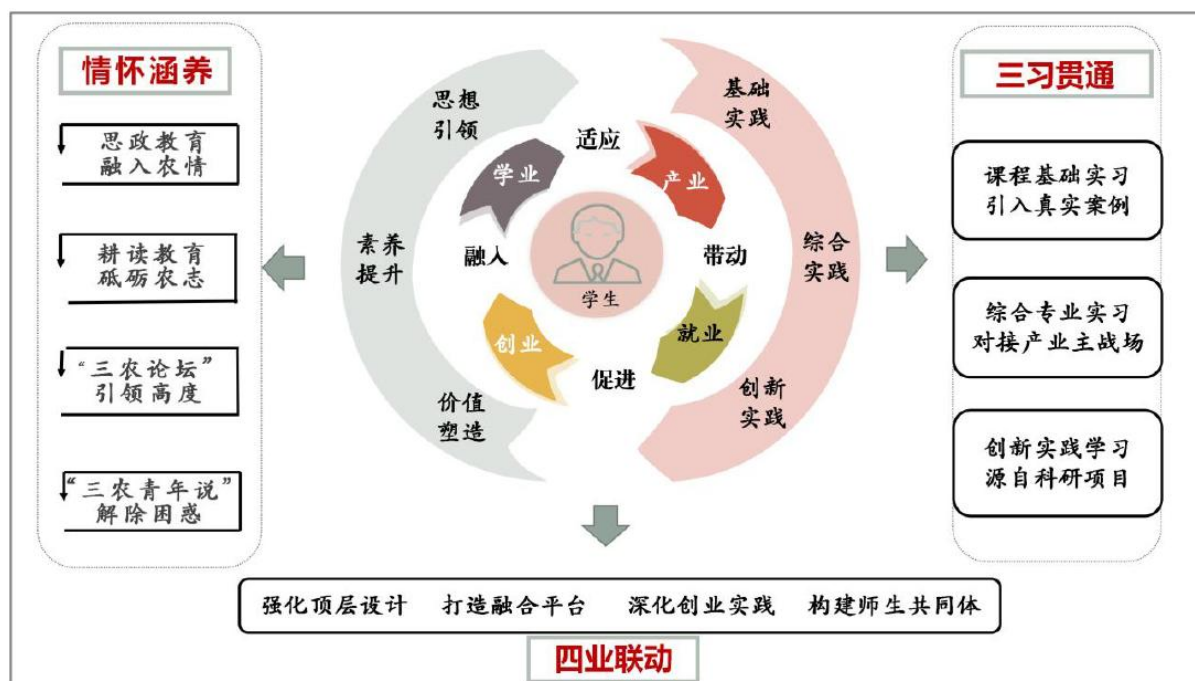 情怀涵养
思政教育
融入农情
耕读教育
砥砺农志
“三农论坛”
引领高度
“三农青年说”
解除困惑
思想
引领
素养
提升
价值
塑造
适应
学业
产业
融入
带动
学生
创业
就业
促进
基础
实践
综合
实践
创新
实践
三习贯通
课程基础实习
引入真实案例
综合专业实习
对接产业主战场
创新实践学习
源自科研项目
强化顶层设计 打造融合平台 深化创业实践 构建师生共同体
四业联动